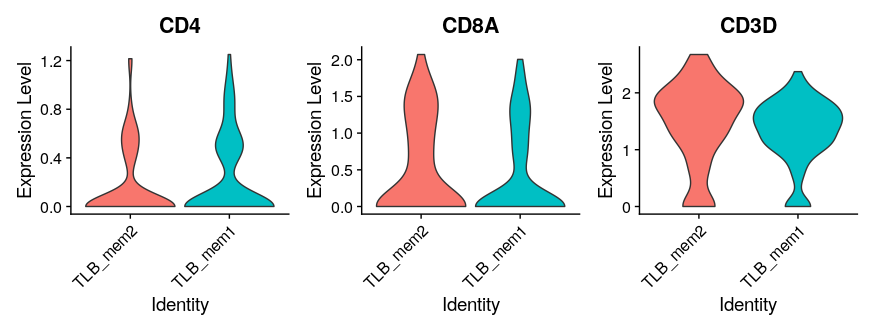 CD4
Expression Level
1.2
0.8
0.4
0.0
TLB_mem2
TLB_mem1
Identity
CD8A
Expression Level
2.0
1.5
1.0
0.5
0.0
TLB_mem2
TLB_mem1
Identity
CD3D
Expression Level
2
1
0
TLB_mem2
TLB_mem1
Identity